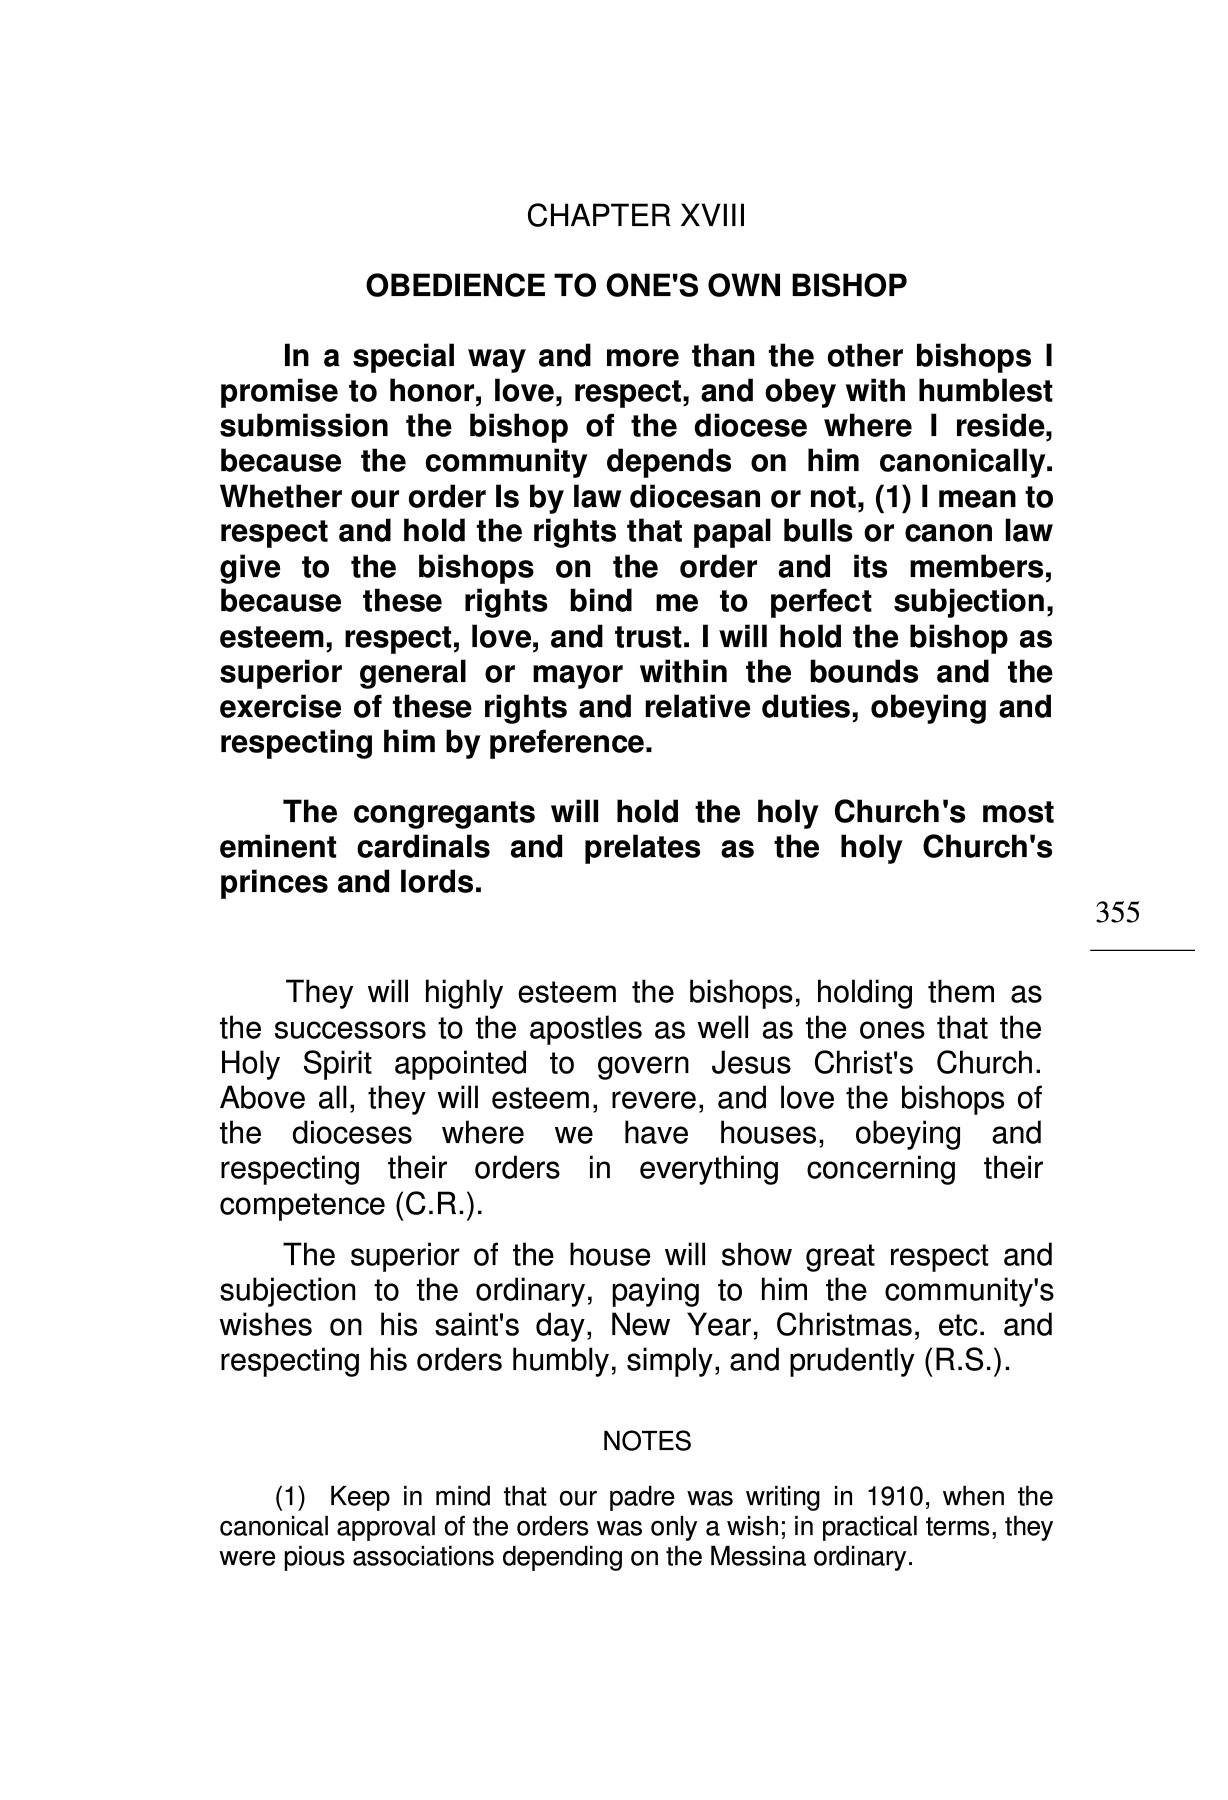 CHAPTER XVIII
OBEDIENCE TO ONE'S OWN BISHOP
In a special way and more than the other bishops I
promise to honor, love, respect, and obey with humblest
submission the bishop of the diocese where I reside,
because the community depends on him canonically.
Whether our order Is by law diocesan or not, (1) I mean to
respect and hold the rights that papal bulls or canon law
give to the bishops on the order and its members,
because these rights bind me to perfect subjection,
esteem, respect, love, and trust. I will hold the bishop as
superior general or mayor within the bounds and the
exercise of these rights and relative duties, obeying and
respecting him by preference.
The congregants will hold the holy Church's most
eminent cardinals and prelates as the holy Church's
princes and lords.
355
They will highly esteem the bishops, holding them as
the successors to the apostles as well as the ones that the
Holy Spirit appointed to govern Jesus Christ's Church.
Above all, they will esteem, revere, and love the bishops of
the dioceses where we have houses, obeying and
respecting their orders in everything concerning their
competence (C.R.).
The superior of the house will show great respect and
subjection to the ordinary, paying to him the community's
wishes on his saint's day, New Year, Christmas, etc. and
respecting his orders humbly, simply, and prudently (R.S.).
NOTES
(1) Keep in mind that our padre was writing in 1910, when the
canonical approval of the orders was only a wish; in practical terms, they
were pious associations depending on the Messina ordinary.